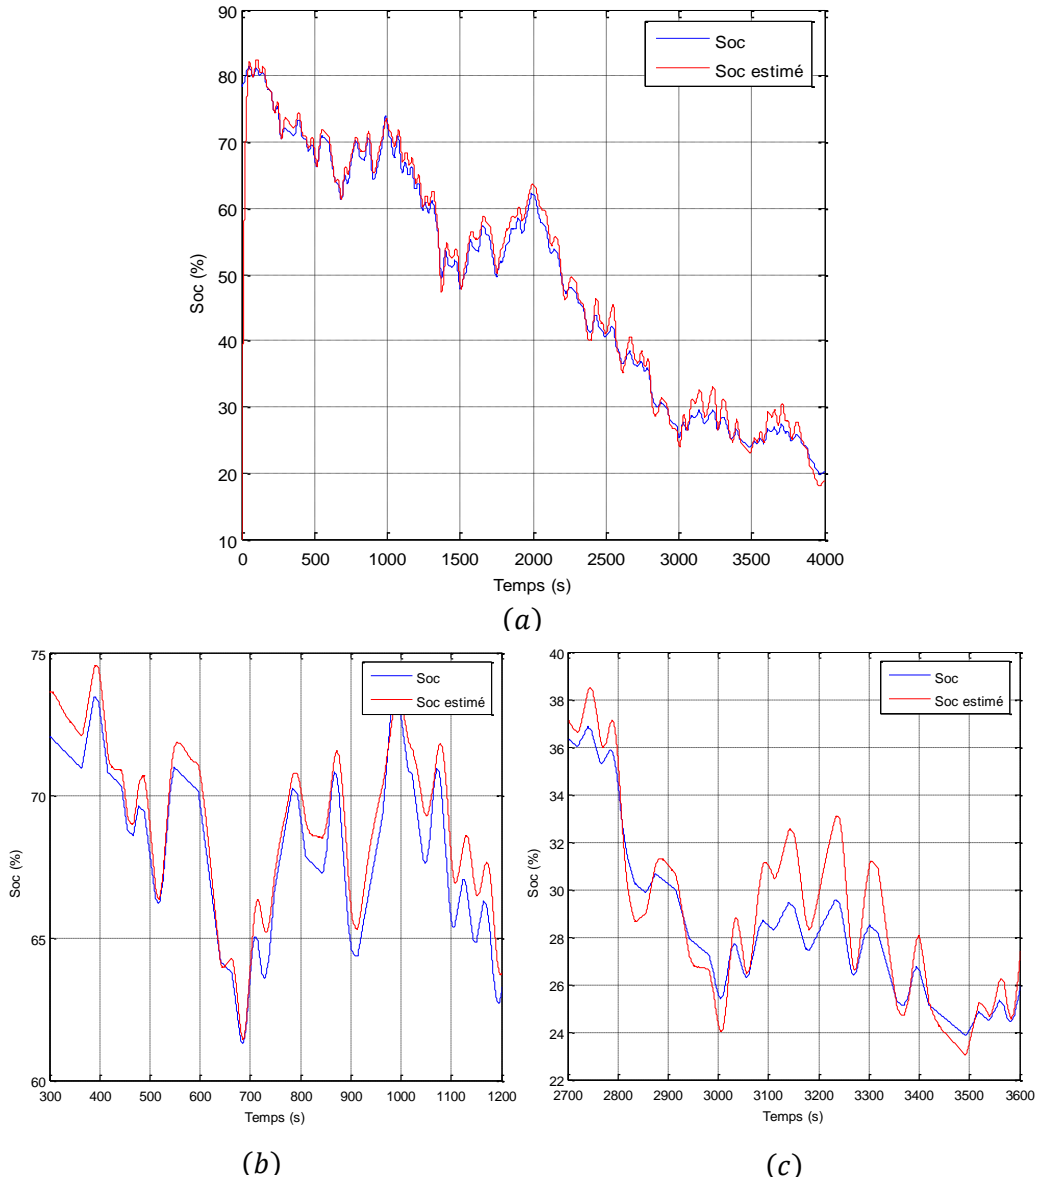 90
80
70
60
50
40
30
20
10
Soc (%)
Soc
Soc estimé
0 500 1000 1500 2000 2500 3000 3500 4000
Temps (s)
(a)
75
70
65
60
Soc (%)
Soc
Soc estimé
300 400 500 600 700 800 900 1000 1100 1200
Temps (s)
(b)
40
38
36
34
32
30
28
26
24
22
Soc (%)
Soc
Soc estimé
2700 2800 2900 3000 3100 3200 3300 3400 3500 3600
Temps (s)
(c)